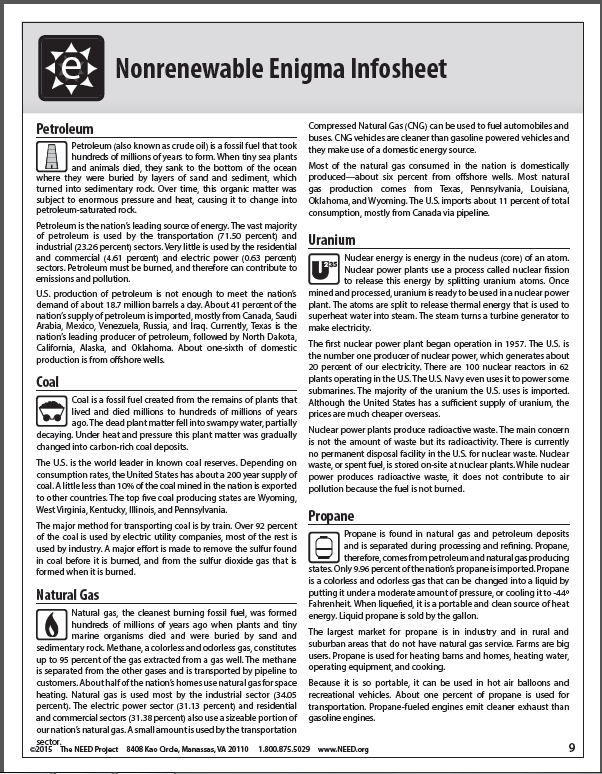 e
Nonrenewable Enigma Infosheet
Petroleum
Petroleum (also known as crude oil) is a fossil fuel that took
hundreds of millions of years to form. When tiny sea plants
and animals died, they sank to the bottom of the ocean
where they were buried by layers of sand and sediment, which
turned into sedimentary rock. Over time, this organic matter was
subject to enormous pressure and heat, causing it to change into
petroleum-saturated rock.
Petroleum is the nation's leading source of energy. The vast majority
of petroleum is used by the transportation (71.50 percent) and
industrial (23.26 percent) sectors. Very little is used by the residential
and commercial (4.61 percent) and electric power (0.63 percent)
sectors. Petroleum must be burned, and therefore can contribute to
emissions and pollution.
U.S. production of petroleum is not enough to meet the nation's
demand of about 18.7 million barrels a day. About 41 percent of the
nation's supply of petroleum is imported, mostly from Canada, Saudi
Arabia, Mexico, Venezuela, Russia, and Iraq. Currently, Texas is the
nation's leading producer of petroleum, followed by North Dakota,
California, Alaska, and Oklahoma. About one-sixth of domestic
production is from offshore wells.
Coal
Coal is a fossil fuel created from the remains of plants that
lived and died millions to hundreds of millions of years
ago. The dead plant matter fell into swampy water, partially
decaying. Under heat and pressure this plant matter was gradually
changed into carbon-rich coal deposits.
The U.S. is the world leader in known coal reserves. Depending on
consumption rates, the United States has about a 200 year supply of
coal. A little less than 10% of the coal mined in the nation is exported
to other countries. The top five coal producing states are Wyoming,
West Virginia, Kentucky, Illinois, and Pennsylvania.
The major method for transporting coal is by train. Over 92 percent
of the coal is used by electric utility companies, most of the rest is
used by industry. A major effort is made to remove the sulfur found
in coal before it is burned, and from the sulfur dioxide gas that is
formed when it is burned.
Natural Gas
Natural gas, the cleanest burning fossil fuel, was formed
hundreds of millions of years ago when plants and tiny
marine organisms died and were buried by sand and
sedimentary rock. Methane, a colorless and odorless gas, constitutes
up to 95 percent of the gas extracted from a gas well. The methane
is separated from the other gases and is transported by pipeline to
customers. About half of the nation's homes use natural gas for space
heating. Natural gas is used most by the industrial sector (34.05
percent). The electric power sector (31.13 percent) and residential
and commercial sectors (31.38 percent) also use a sizeable portion of
our nation's natural gas. A small amount is used by the transportation
sector.
Compressed Natural Gas (CNG) can be used to fuel automobiles and
buses. CNG vehicles are cleaner than gasoline powered vehicles and
they make use of a domestic energy source.
Most of the natural gas consumed in the nation is domestically
produced—about six percent from offshore wells. Most natural
gas production comes from Texas, Pennsylvania, Louisiana,
Oklahoma, and Wyoming. The U.S. imports about 11 percent of total
consumption, mostly from Canada via pipeline.
Uranium
U235
Nuclear energy is energy in the nucleus (core) of an atom.
Nuclear power plants use a process called nuclear fission
to release this energy by splitting uranium atoms. Once
mined and processed, uranium is ready to be used in a nuclear power
plant. The atoms are split to release thermal energy that is used to
superheat water into steam. The steam turns a turbine generator to
make electricity.
The first nuclear power plant began operation in 1957. The U.S. is
the number one producer of nuclear power, which generates about
20 percent of our electricity. There are 100 nuclear reactors in 62
plants operating in the U.S. The U.S. Navy even uses it to power some
submarines. The majority of the uranium the U.S. uses is imported.
Although the United States has a sufficient supply of uranium, the
prices are much cheaper overseas.
Nuclear power plants produce radioactive waste. The main concern
is not the amount of waste but its radioactivity. There is currently
no permanent disposal facility in the U.S. for nuclear waste. Nuclear
waste, or spent fuel, is stored on-site at nuclear plants. While nuclear
power produces radioactive waste, it does not contribute to air
pollution because the fuel is not burned.
Propane
Propane is found in natural gas and petroleum deposits
and is separated during processing and refining. Propane,
therefore, comes from petroleum and natural gas producing
states. Only 9.96 percent of the nation's propane is imported. Propane
is a colorless and odorless gas that can be changed into a liquid by
putting it under a moderate amount of pressure, or cooling it to -44º
Fahrenheit. When liquefied, it is a portable and clean source of heat
energy. Liquid propane is sold by the gallon.
The largest market for propane is in industry and in rural and
suburban areas that do not have natural gas service. Farms are big
users. Propane is used for heating barns and homes, heating water,
operating equipment, and cooking.
Because it is so portable, it can be used in hot air balloons and
recreational vehicles. About one percent of propane is used for
transportation. Propane-fueled engines emit cleaner exhaust than
gasoline engines.
©2015 The NEED Project 8408 Kao Circle, Manassas, VA 20110 1.800.875.5029 www.NEED.org 9